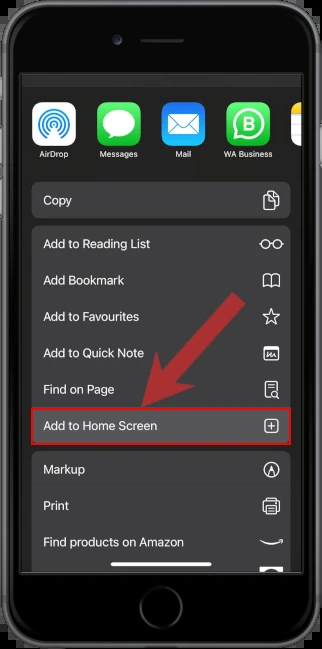 AirDrop
Messages
Mail
WA Business
Copy
Add to Reading List
Add Bookmark
Add to Favourites
Add to Quick Note
Find on Page
Add to Home Screen
Markup
Print
Find products on Amazon